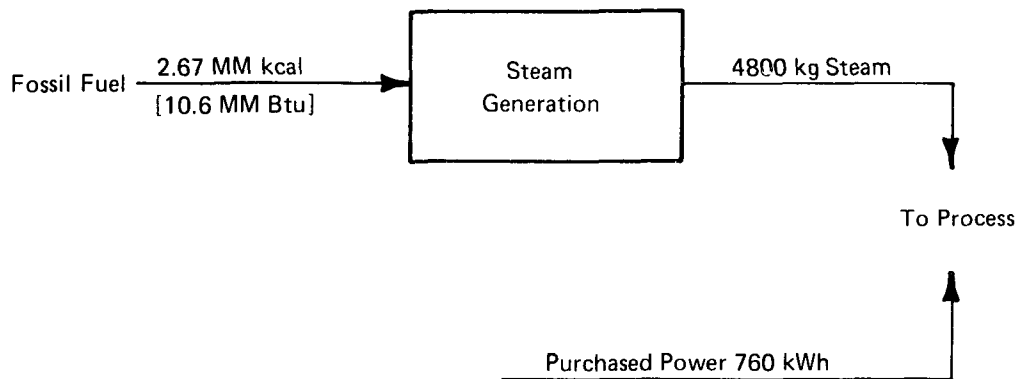 2.67 MM kcal
Fossil Fuel
[10.6 MM Btu]
Steam
Generation
4800 kg Steam
To Process
Purchased Power 760 kWh